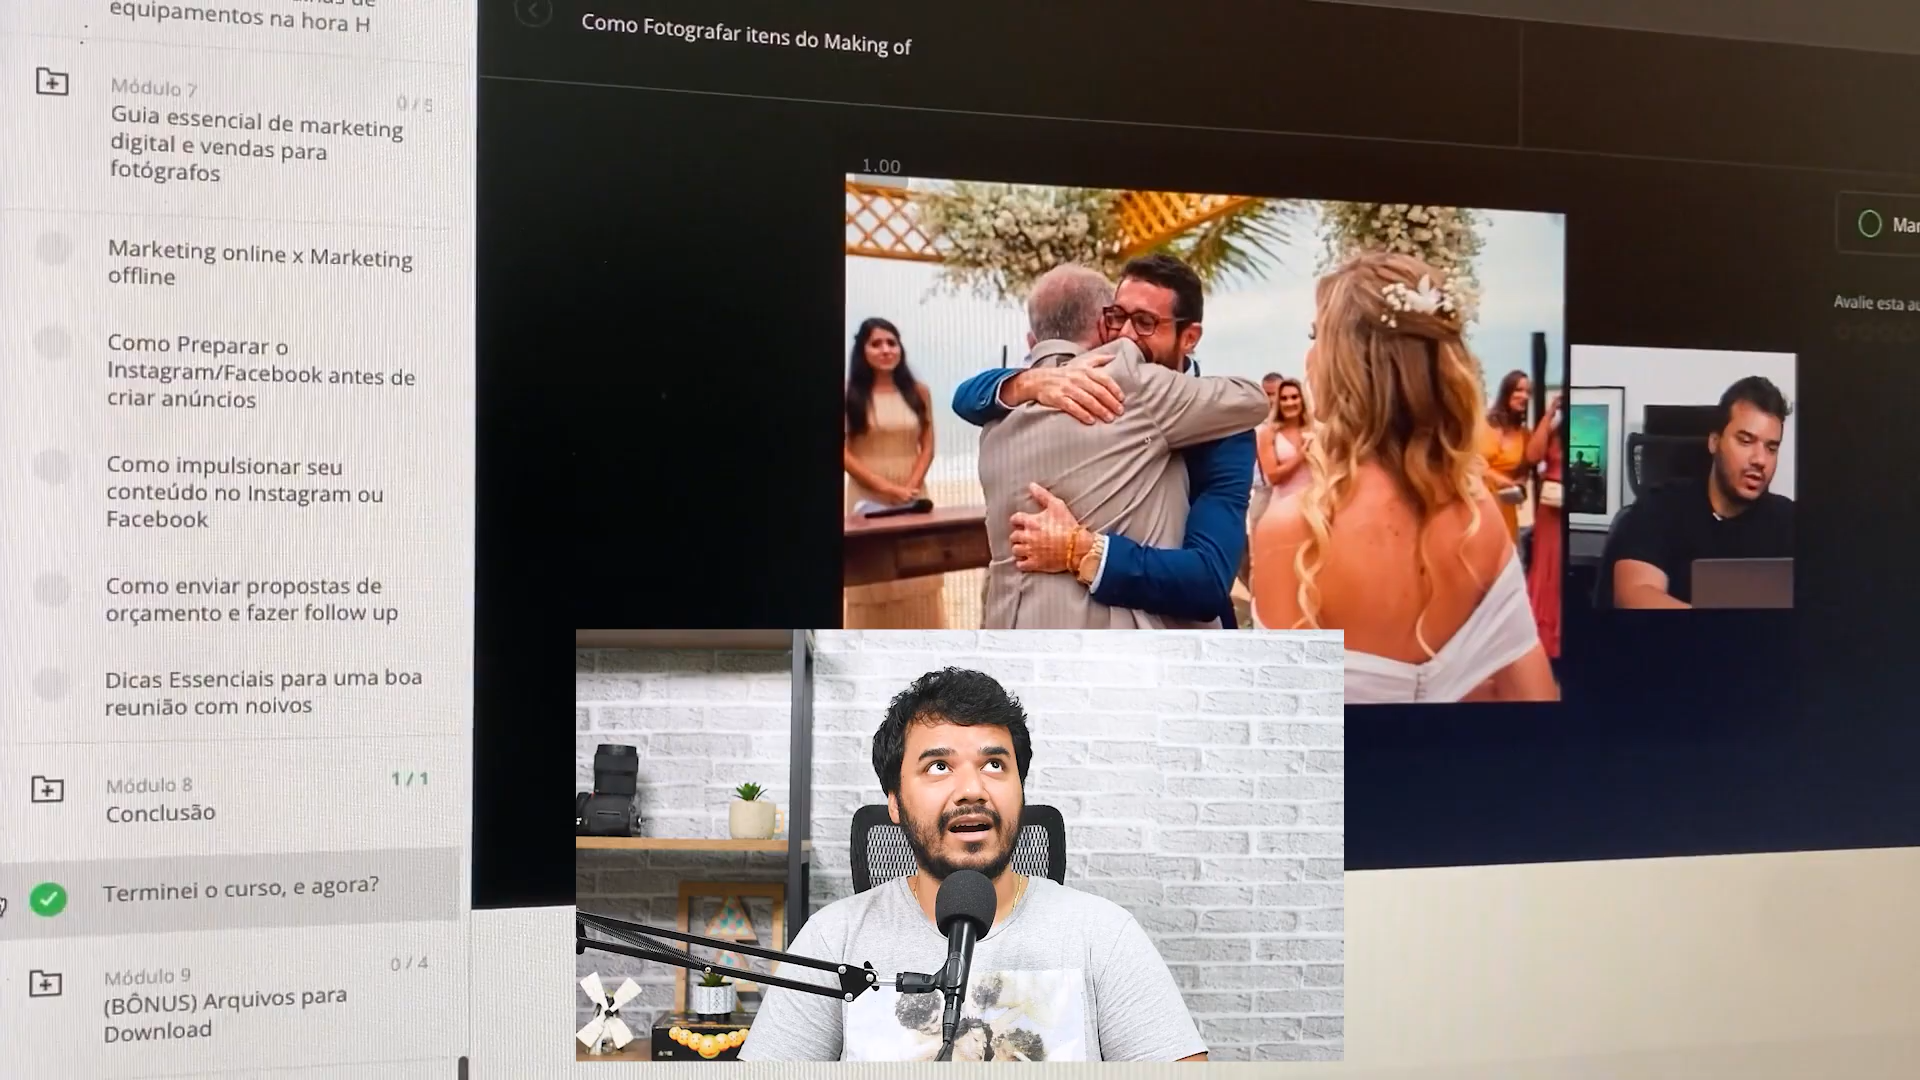 equipamentos na hora H
Módulo 7
0 / 5
Guia essencial de marketing
digital e vendas para
fotógrafos
Marketing online x Marketing
offline
Como Preparar o
Instagram/Facebook antes de
criar anúncios
Como impulsionar seu
conteúdo no Instagram ou
Facebook
Como enviar propostas de
orçamento e fazer follow up
Dicas Essenciais para uma boa
reunião com noivos
Módulo 8
1 / 1
Conclusão
Terminei o curso, e agora?
Módulo 9
0 / 4
(BÔNUS) Arquivos para
Download
Como Fotografar itens do Making of
1.00
Avalie esta